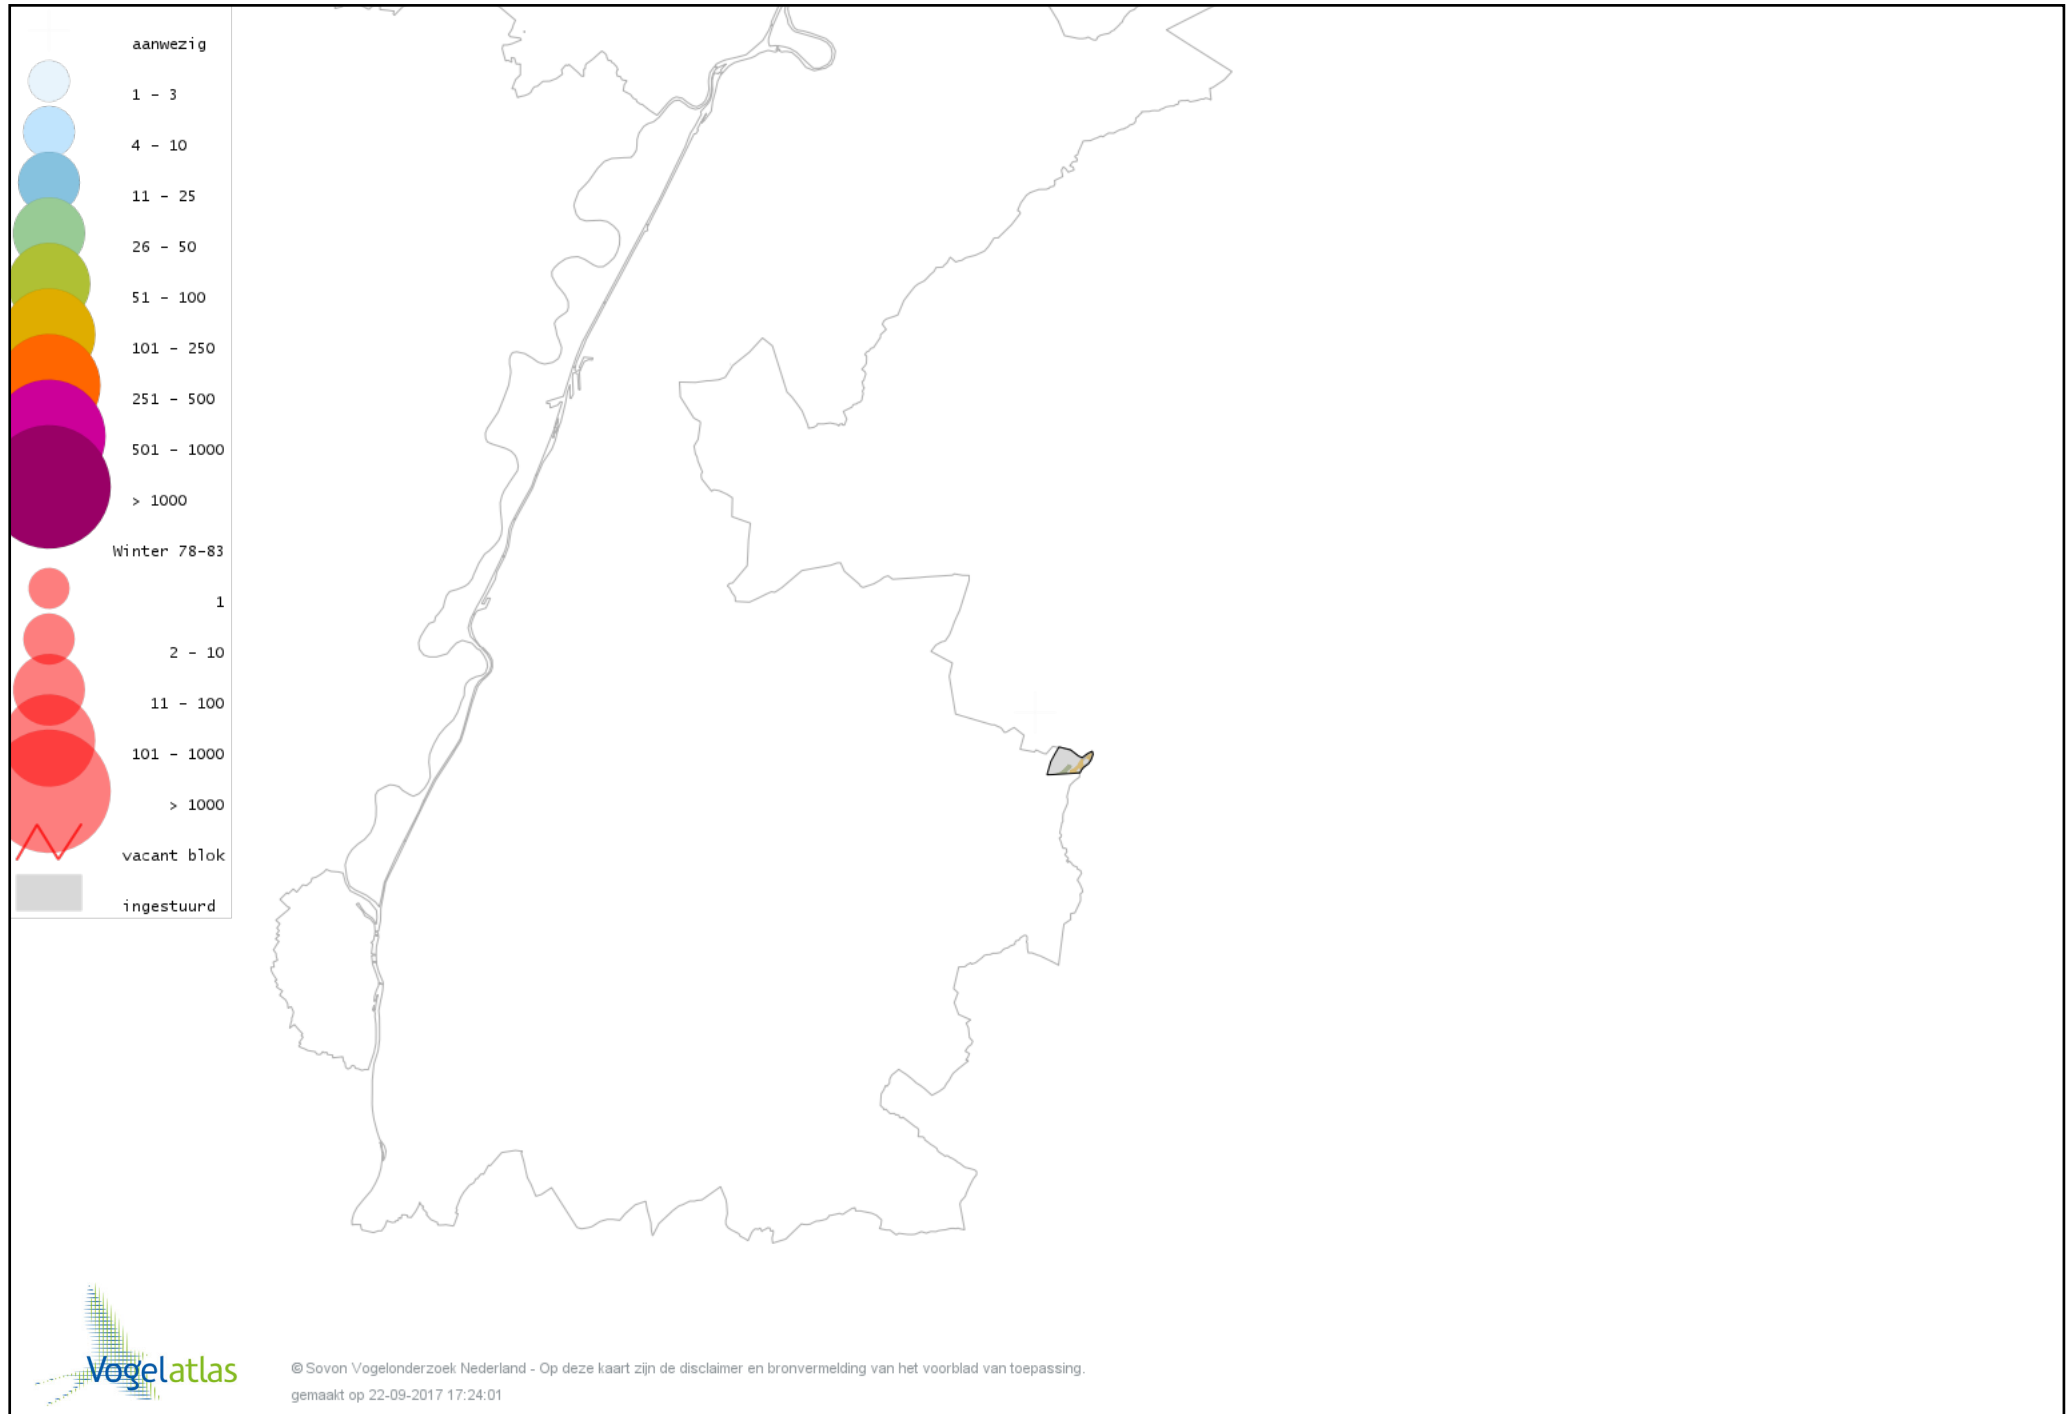 aanwezig
1 - 3
4 - 10
11 - 25
26 - 50
51 - 100
101 - 250
251 - 500
501 - 1000
> 1000
Winter 78-83
1
2 - 10
11 - 100
101 - 1000
> 1000
vacant blok
ingestuurd
Vogelatlas
© Sovon Vogelonderzoek Nederland - Op deze kaart zijn de disclaimer en bronvermelding van het voorblad van toepassing.
gemaakt op 22-09-2017 17:24:01